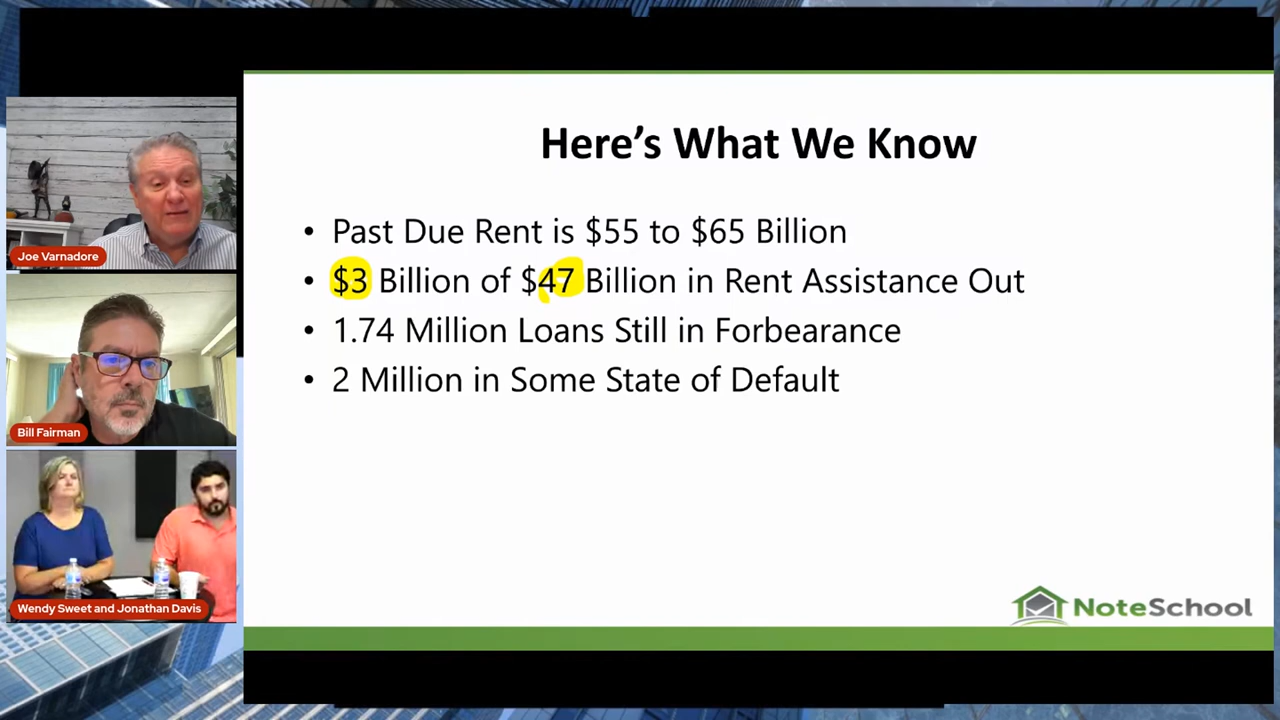 Here's What We Know
• Past Due Rent is $55 to $65 Billion
• $3 Billion of $47 Billion in Rent Assistance Out
• 1.74 Million Loans Still in Forbearance
• 2 Million in Some State of Default
Joe Varnadore
Bill Fairman
Wendy Sweet and Jonathan Davis
NoteSchool